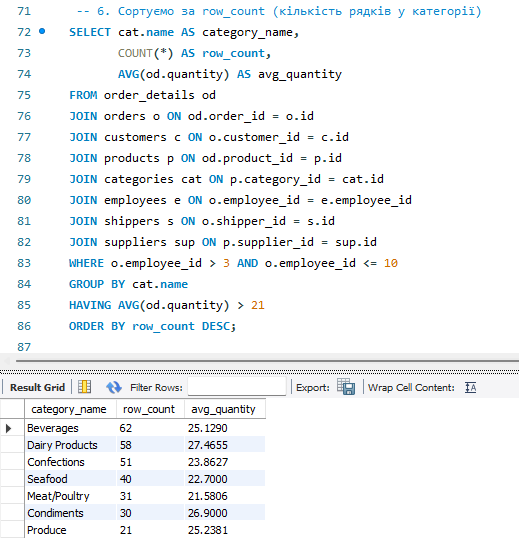 71 -- 6. Сортуємо за row_count (кількість рядків у категорії)
72 SELECT cat.name AS category_name,
73 COUNT(*) AS row_count,
74 AVG(od.quantity) AS avg_quantity
75 FROM order_details od
76 JOIN orders o ON od.order_id = o.id
77 JOIN customers c ON o.customer_id = c.id
78 JOIN products p ON od.product_id = p.id
79 JOIN categories cat ON p.category_id = cat.id
80 JOIN employees e ON o.employee_id = e.employee_id
81 JOIN shippers s ON o.shipper_id = s.id
82 JOIN suppliers sup ON p.supplier_id = sup.id
83 WHERE o.employee_id > 3 AND o.employee_id <= 10
84 GROUP BY cat.name
85 HAVING AVG(od.quantity) > 21
86 ORDER BY row_count DESC;
87
Result Grid Filter Rows: Export: Wrap Cell Content:
category_name row_count avg_quantity
Beverages 62 25.1290
Dairy Products 58 27.4655
Confections 51 23.8627
Seafood 40 22.7000
Meat/Poultry 31 21.5806
Condiments 30 26.9000
Produce 21 25.2381